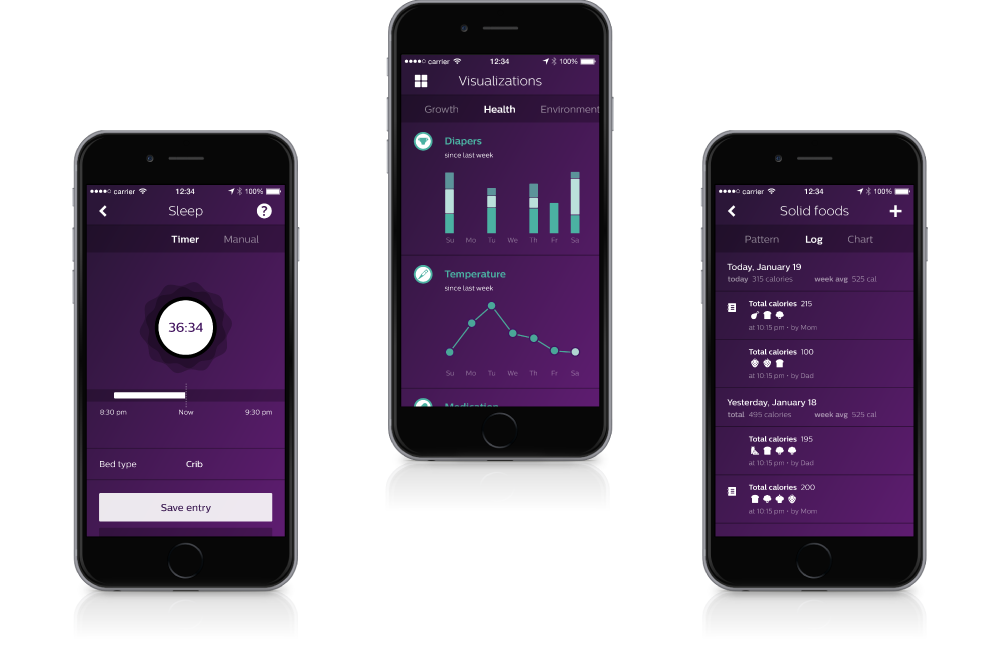 carrier 12:34 100%
Sleep
?
Timer Manual
36:34
8:30 pm Now 9:30 pm
Bed type Crib
Save entry
carrier 12:34 100%
Visualizations
Growth Health Environment
Diapers
since last week
Su Mo Tu We Th Fr Sa
Temperature
since last week
Su Mo Tu We Th Fr Sa
Medication
carrier 12:34 100%
Solid foods
Pattern Log Chart
Today, January 19
today 315 calories week avg 525 cal
Total calories 215
at 10:15 pm • by Mom
Total calories 100
at 10:15 pm • by Dad
Yesterday, January 18
total 495 calories week avg 525 cal
Total calories 195
at 10:15 pm • by Dad
Total calories 200
at 10:15 pm • by Mom